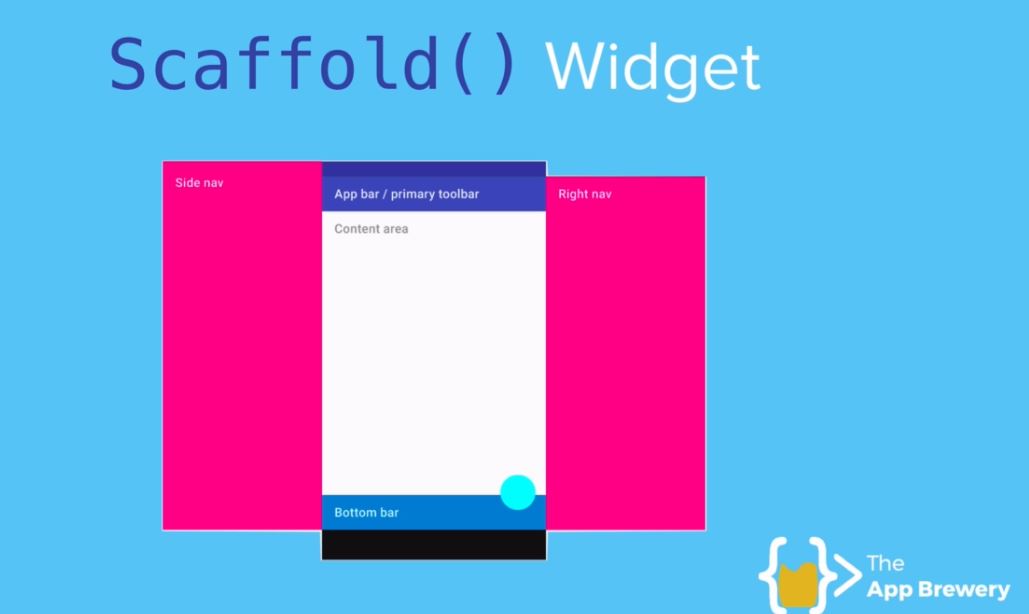 Scaffold() Widget
Side nav
App bar / primary toolbar
Right nav
Content area
Bottom bar
The
App Brewery